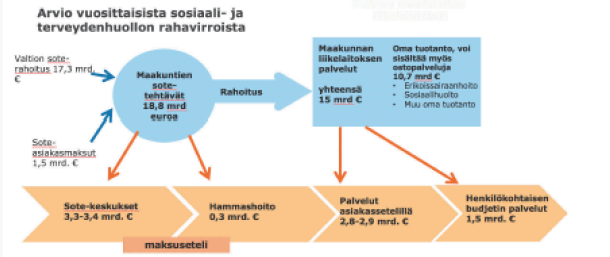 Arvio vuosittaisista sosiaali- ja
terveydenhuollon rahavirroista
Valtion sote-
rahoitus 17,3 mrd.
€
Sote-
asiakasmaksut
1,5 mrd. €
Maakuntien
sote-
tehtävät
18,8 mrd
euroa
Rahoitus
Maakunnan
liikelaitoksen
palvelut
yhteensä
15 mrd €
Oma tuotanto, voi
sisältää myös
ostopalveluja
10,7 mrd €
• Erikoissairaanhoito
• Sosiaalihuolto
• Muu oma tuotanto
Sote-keskukset
3,3-3,4 mrd. €
Hammashoito
0,3 mrd. €
Palvelut
asiakassetelillä
2,8-2,9 mrd. €
Henkilökohtaisen
budjetin palvelut
1,5 mrd. €
maksuseteli